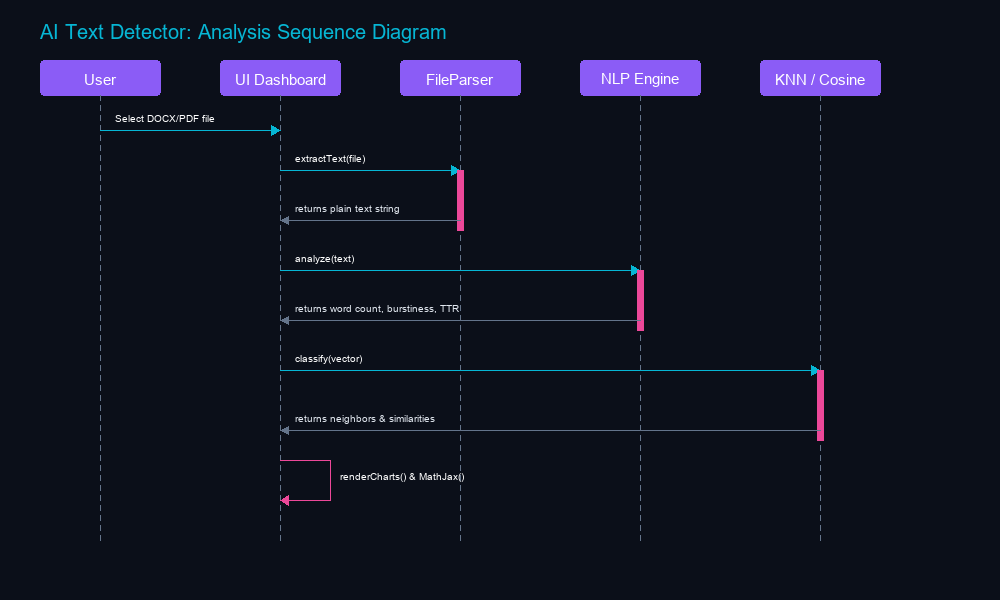 AI Text Detector: Analysis Sequence Diagram
User
UI Dashboard
FileParser
NLP Engine
KNN / Cosine
Select DOCX/PDF file
extractText(file)
returns plain text string
analyze(text)
returns word count, burstiness, TTR
classify(vector)
returns neighbors & similarities
renderCharts() & MathJax()